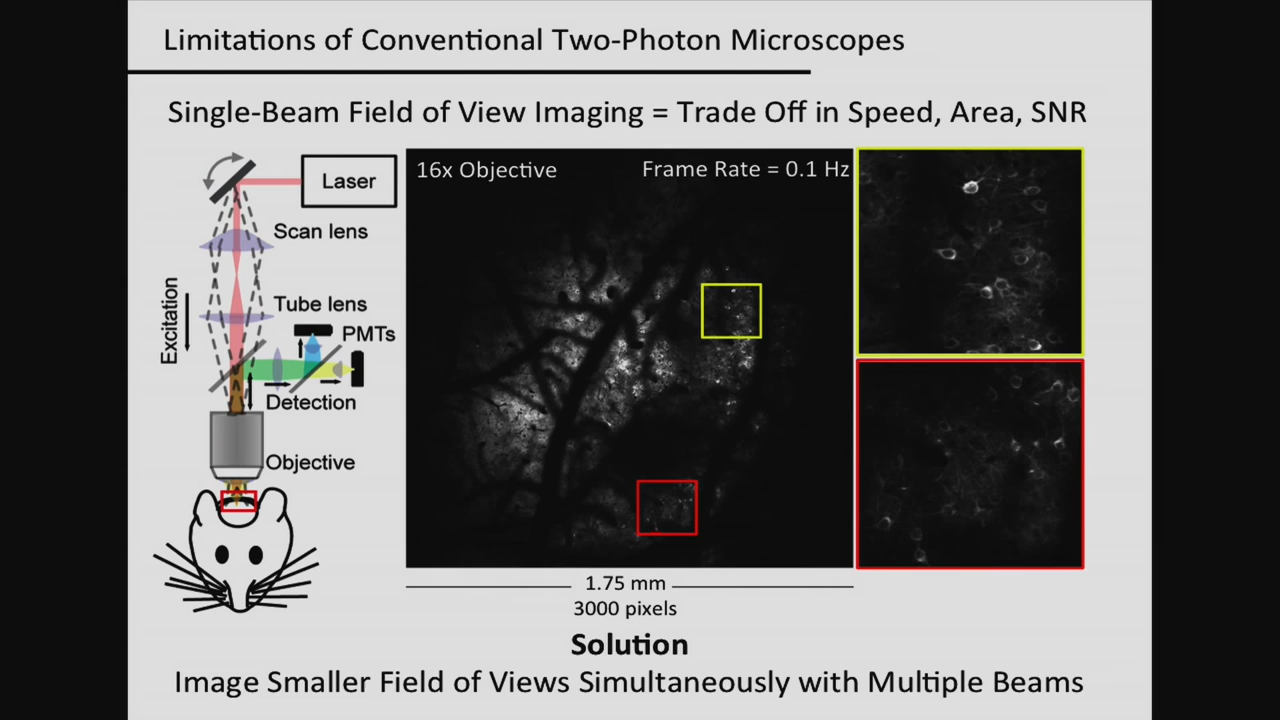 Limitations of Conventional Two-Photon Microscopes
Single-Beam Field of View Imaging = Trade Off in Speed, Area, SNR
Laser
Scan lens
Tube lens
Excitation
PMTs
Detection
Objective
16x Objective
Frame Rate = 0.1 Hz
1.75 mm
3000 pixels
Solution
Image Smaller Field of Views Simultaneously with Multiple Beams